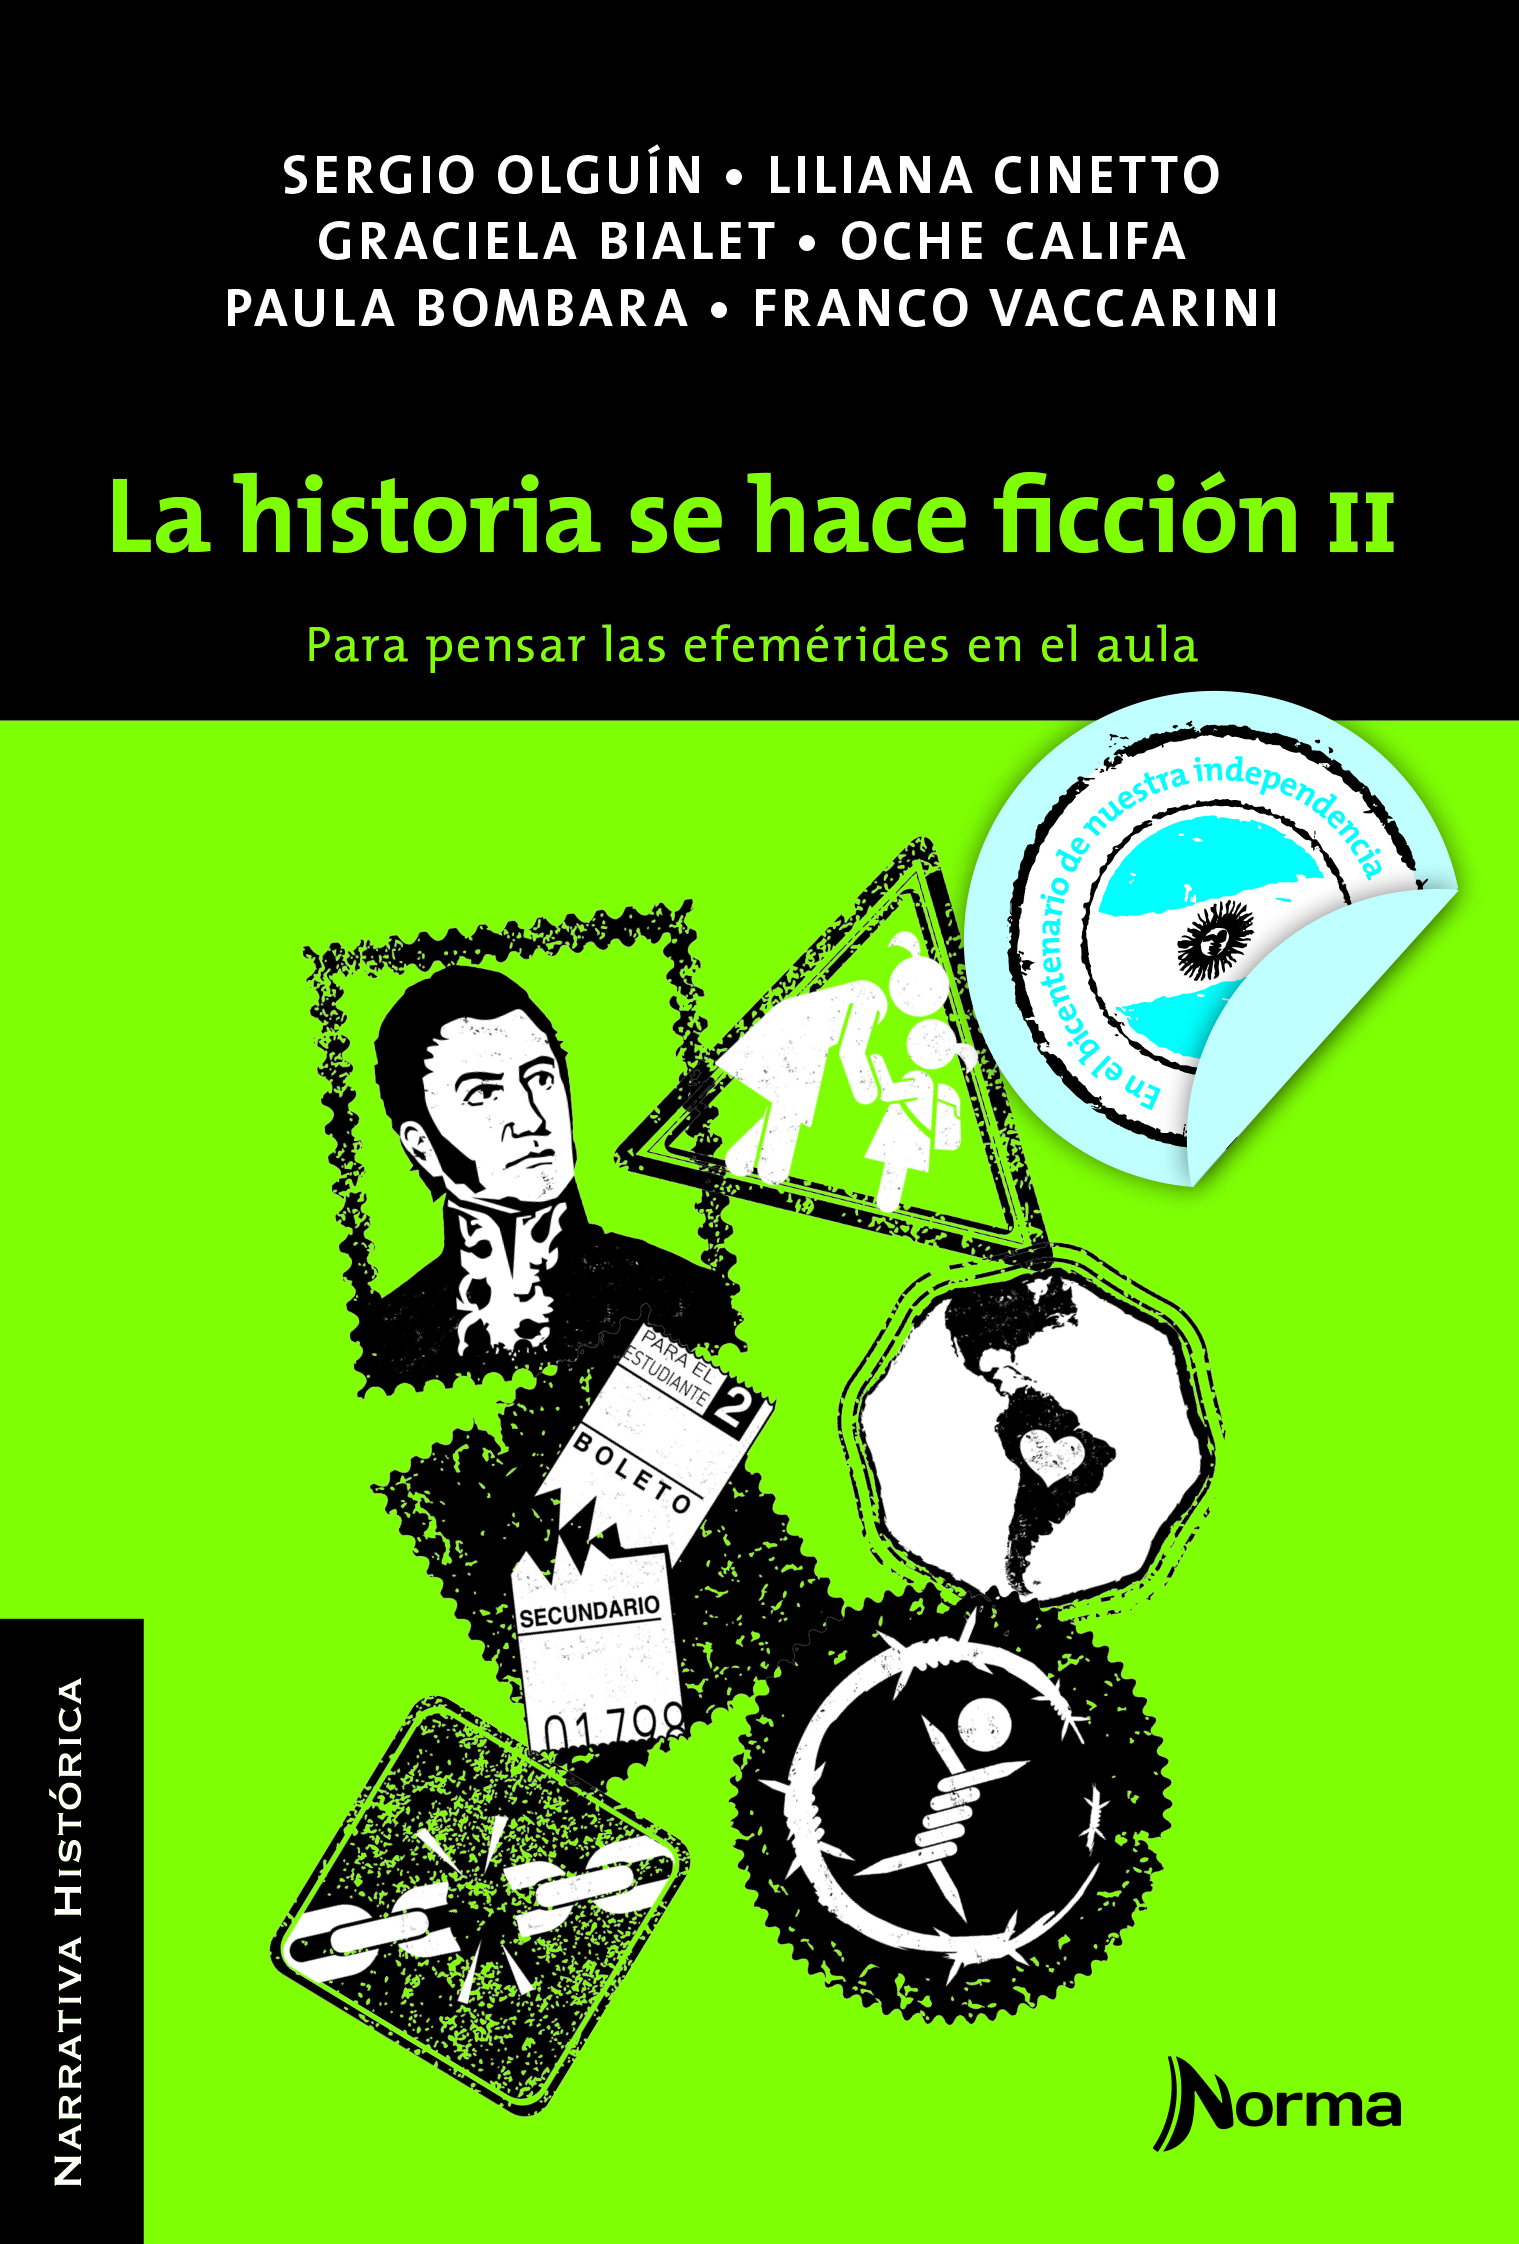 SERGIO OLGUÍN • LILIANA CINETTO
GRACIELA BIALET • OCHE CALIFA
PAULA BOMBARA • FRANCO VACCARINI
La historia se hace ficción II
Para pensar las efemérides en el aula
En el bicentenario de nuestra independencia
PARA EL
ESTUDIANTE
2
BOLETO
SECUNDARIO
01799
NARRATIVA HISTÓRICA
Norma